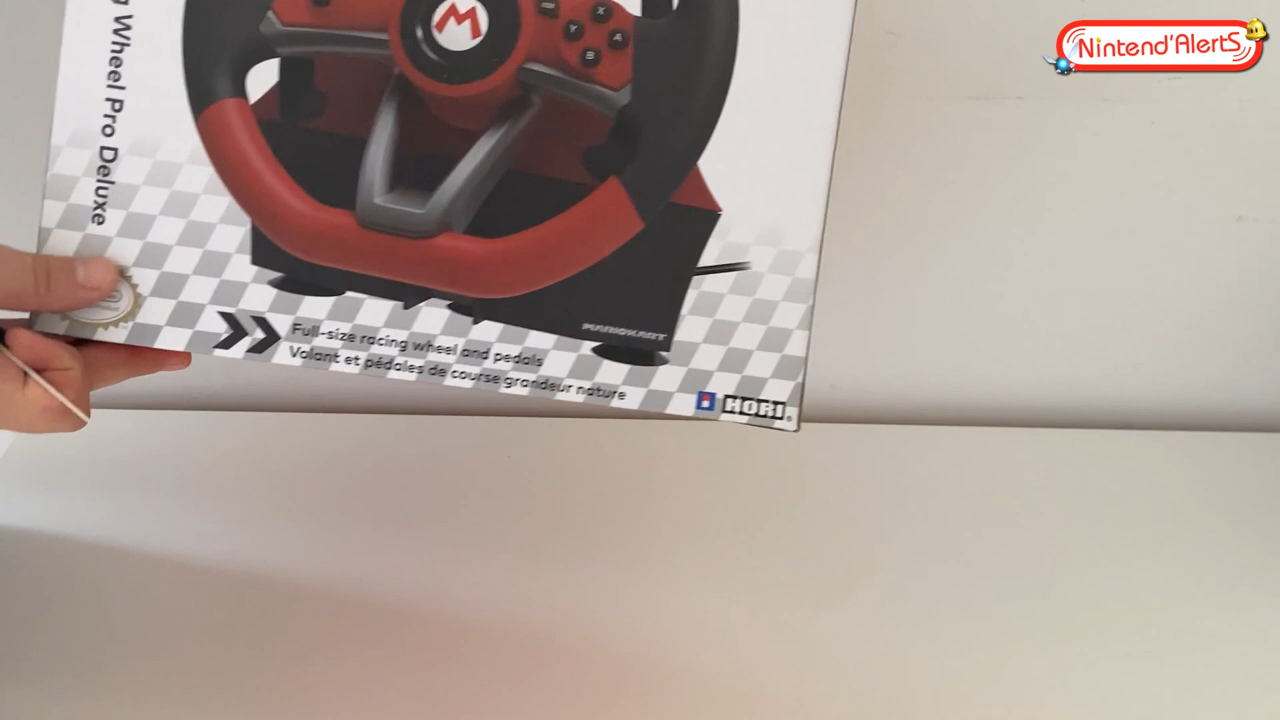 Nintend'AlertS
g Wheel Pro Deluxe
M
X
Y
A
B
MARIOKART
Full-size racing wheel and pedals
Volant et pédales de course grandeur nature
HORI